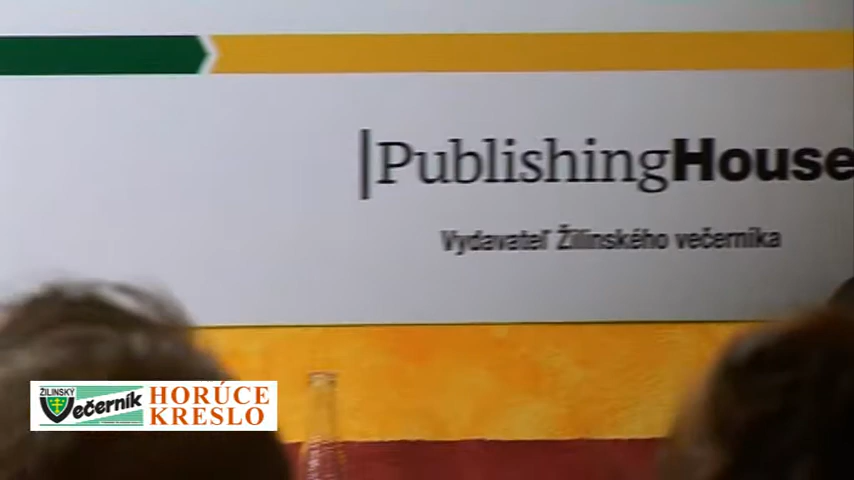 |PublishingHouse
Vydavateľ Žilinského večerníka
ŽILINSKÝ
večerník
HORÚCE
KRESLO